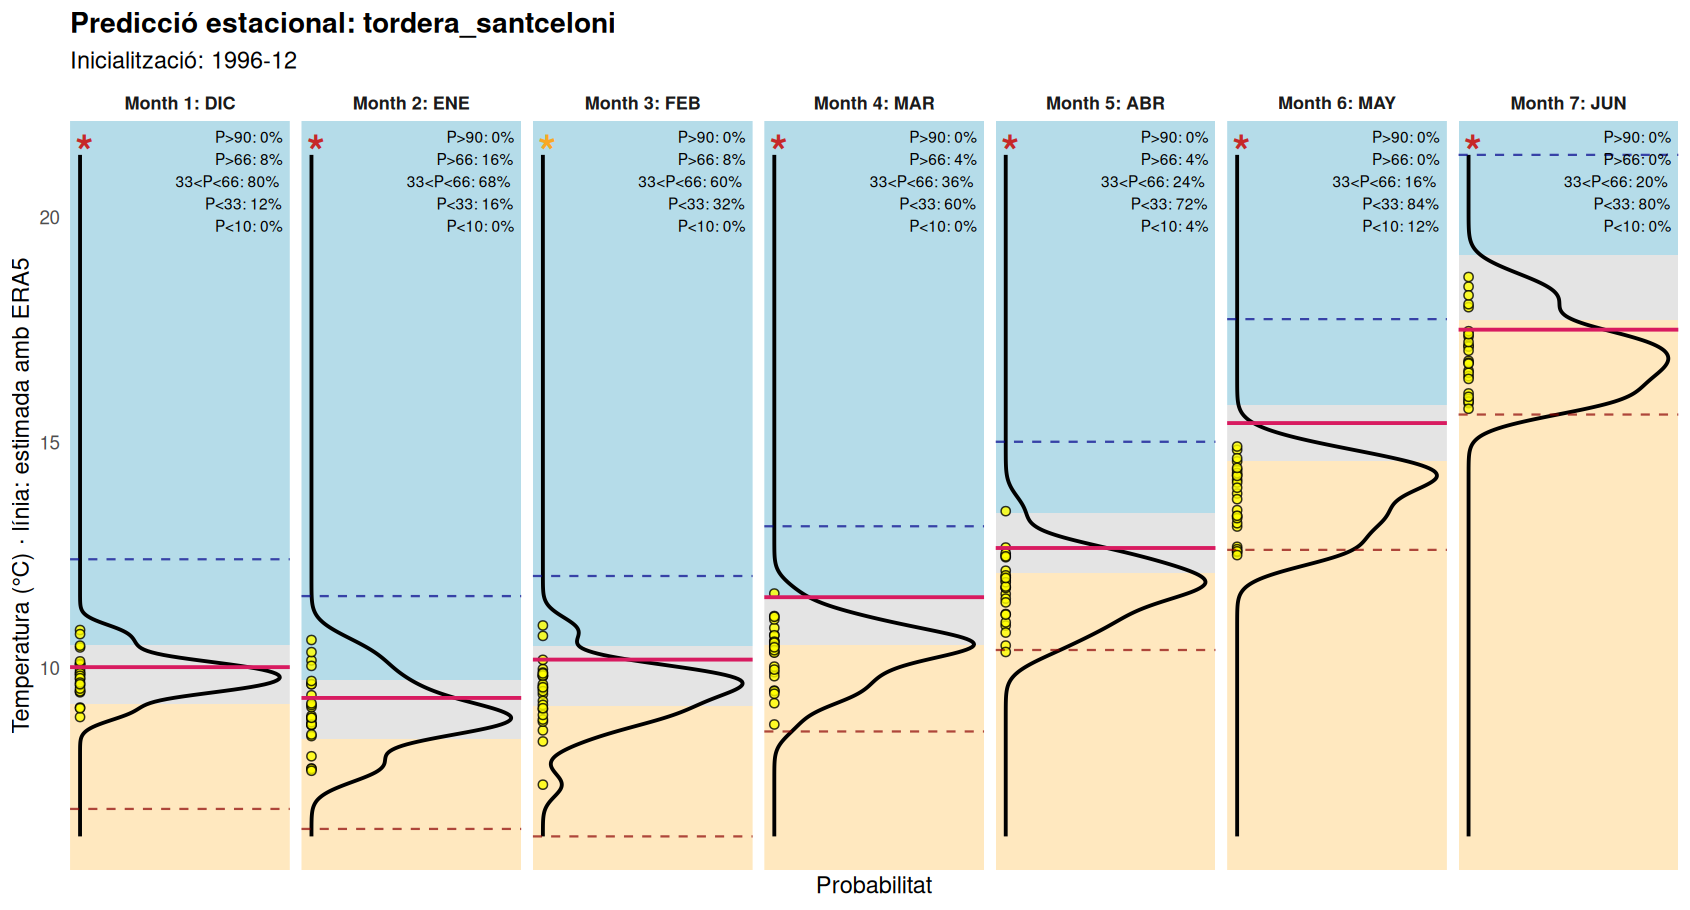 Predicció estacional: tordera_santceloni
Inicialització: 1996-12
Month 1: DIC
Month 2: ENE
Month 3: FEB
Month 4: MAR
Month 5: ABR
Month 6: MAY
Month 7: JUN
*
P>90: 0%
P>66: 8%
33<P<66: 80%
P<33: 12%
P<10: 0%
*
P>90: 0%
P>66: 16%
33<P<66: 68%
P<33: 16%
P<10: 0%
*
P>90: 0%
P>66: 8%
33<P<66: 60%
P<33: 32%
P<10: 0%
*
P>90: 0%
P>66: 4%
33<P<66: 36%
P<33: 60%
P<10: 0%
*
P>90: 0%
P>66: 4%
33<P<66: 24%
P<33: 72%
P<10: 4%
*
P>90: 0%
P>66: 0%
33<P<66: 16%
P<33: 84%
P<10: 12%
*
P>90: 0%
P>66: 0%
33<P<66: 20%
P<33: 80%
P<10: 0%
20
15
10
Temperatura (°C) · línia: estimada amb ERA5
Probabilitat